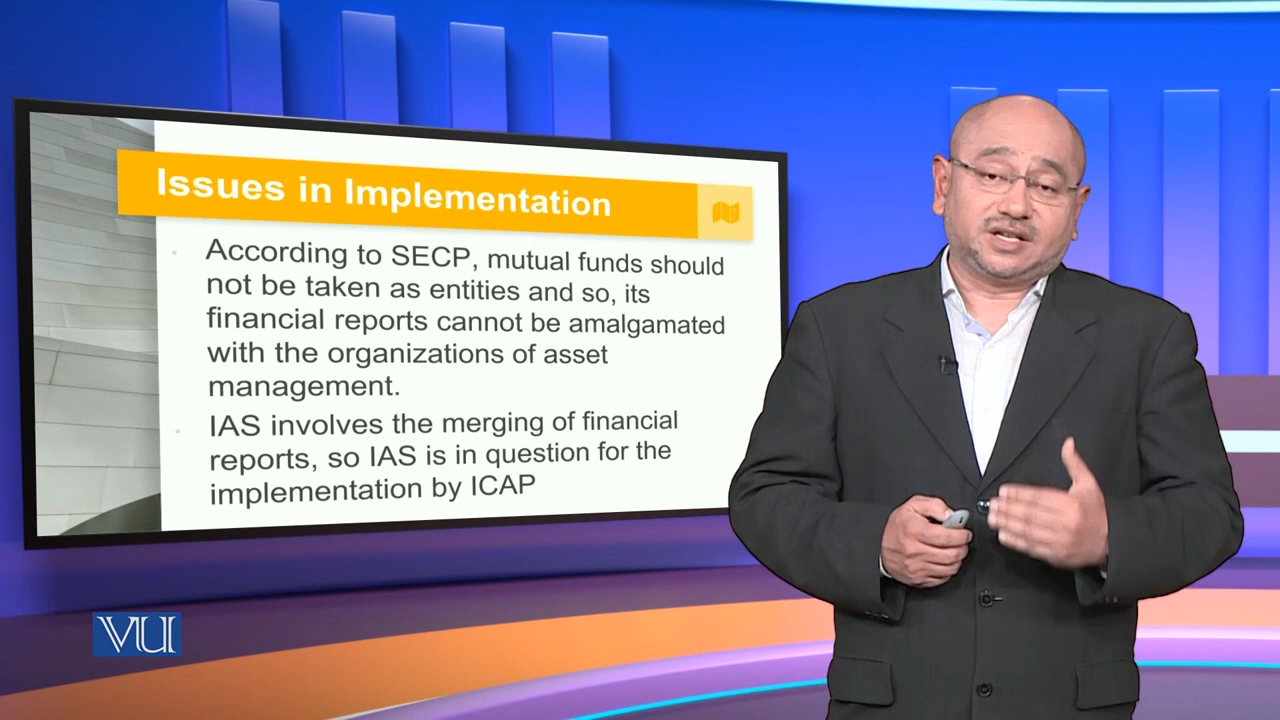 Issues in Implementation
According to SECP, mutual funds should
not be taken as entities and so, its
financial reports cannot be amalgamated
with the organizations of asset
management.
IAS involves the merging of financial
reports, so IAS is in question for the
implementation by ICAP
VU